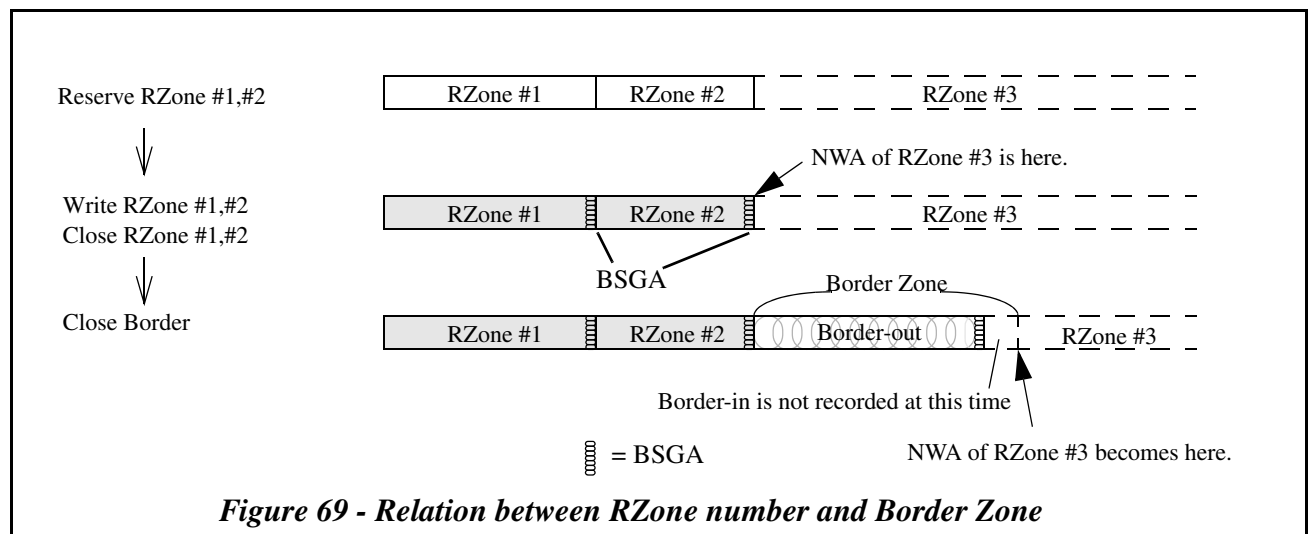 Reserve RZone #1,#2
RZone #1
RZone #2
RZone #3
NWA of RZone #3 is here.
Write RZone #1,#2
Close RZone #1,#2
RZone #1
RZone #2
RZone #3
BSGA
Border Zone
Close Border
RZone #1
RZone #2
Border-out
RZone #3
Border-in is not recorded at this time
= BSGA
NWA of RZone #3 becomes here.
Figure 69 - Relation between RZone number and Border Zone